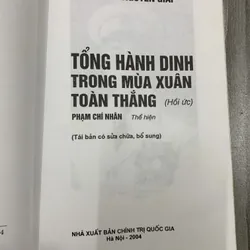 TỔNG HÀNH DINH
TRONG MÙA XUÂN
TOÀN THẮNG (Hồi ức)
PHẠM CHÍ NHÂN Thể hiện
(Tái bản có sửa chữa, bổ sung)
NHÀ XUẤT BẢN CHÍNH TRỊ QUỐC GIA
Hà Nội - 2004